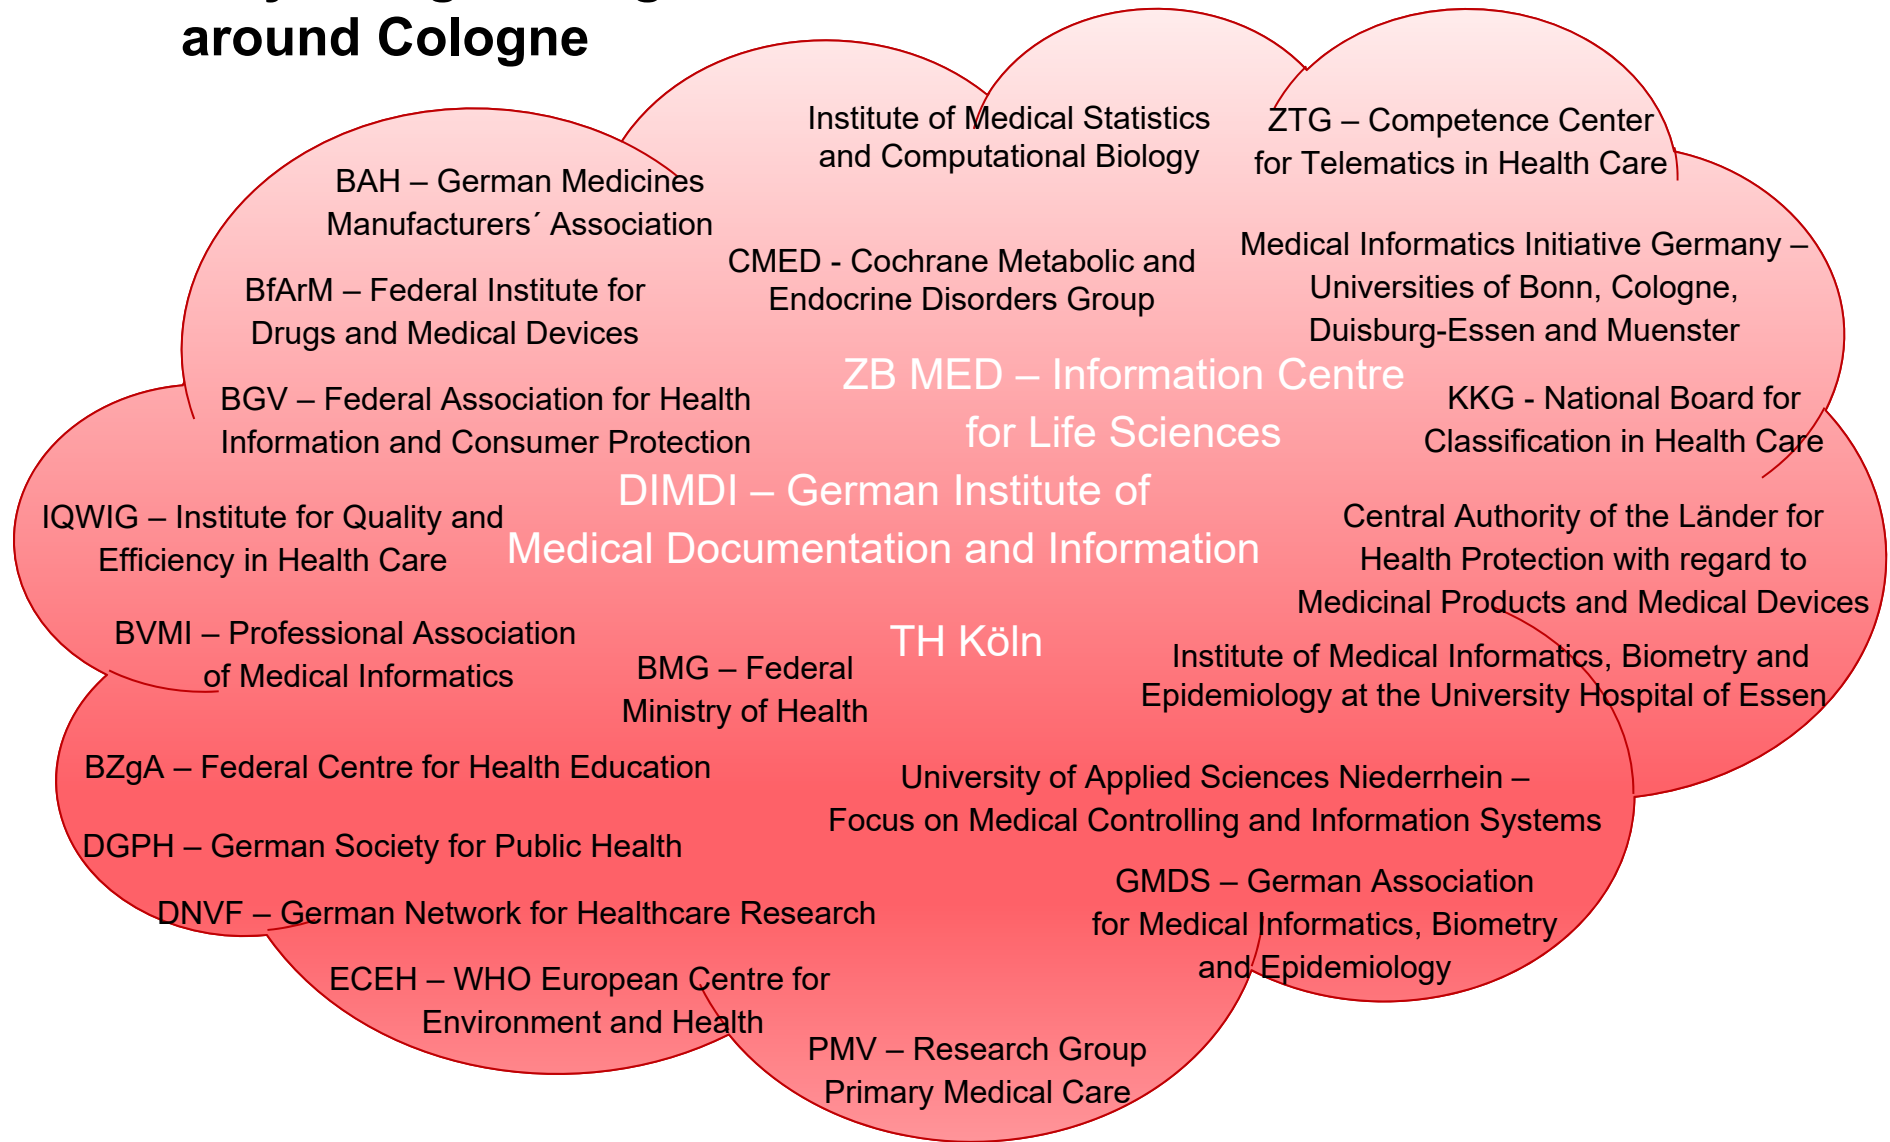 around Cologne
Institute of Medical Statistics
and Computational Biology
ZTG – Competence Center
for Telematics in Health Care
BAH – German Medicines
Manufacturers´ Association
CMED - Cochrane Metabolic and
Endocrine Disorders Group
Medical Informatics Initiative Germany –
Universities of Bonn, Cologne,
Duisburg-Essen and Muenster
BfArM – Federal Institute for
Drugs and Medical Devices
ZB MED – Information Centre
for Life Sciences
BGV – Federal Association for Health
Information and Consumer Protection
KKG - National Board for
Classification in Health Care
DIMDI – German Institute of
Medical Documentation and Information
IQWIG – Institute for Quality and
Efficiency in Health Care
Central Authority of the Länder for
Health Protection with regard to
Medicinal Products and Medical Devices
BVMI – Professional Association
of Medical Informatics
TH Köln
BMG – Federal
Ministry of Health
Institute of Medical Informatics, Biometry and
Epidemiology at the University Hospital of Essen
BZgA – Federal Centre for Health Education
University of Applied Sciences Niederrhein –
Focus on Medical Controlling and Information Systems
DGPH – German Society for Public Health
GMDS – German Association
for Medical Informatics, Biometry
and Epidemiology
DNVF – German Network for Healthcare Research
ECEH – WHO European Centre for
Environment and Health
PMV – Research Group
Primary Medical Care